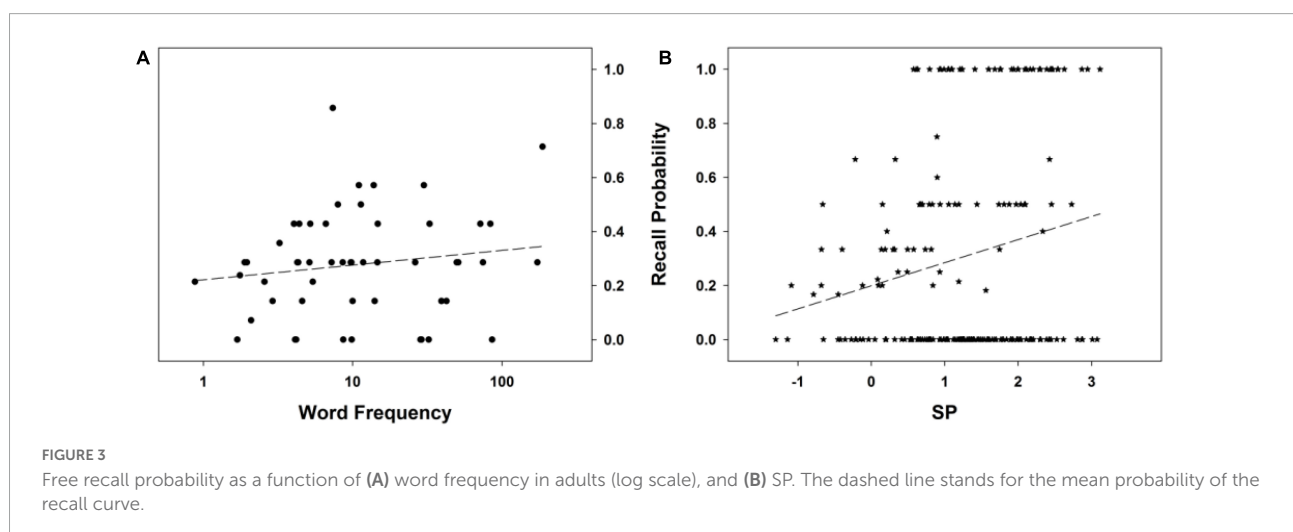 A
B
1.0
0.8
0.6
0.4
0.2
0.0
Recall Probability
1.0
0.8
0.6
0.4
0.2
0.0
1 10 100
-1 0 1 2 3
Word Frequency
SP
FIGURE 3
Free recall probability as a function of (A) word frequency in adults (log scale), and (B) SP. The dashed line stands for the mean probability of the
recall curve.